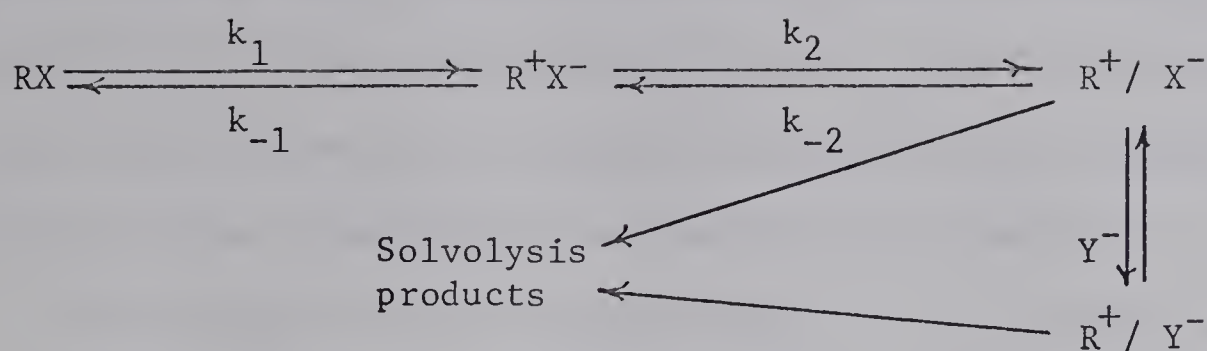 k₁ k₂
RX R⁺X⁻ R⁺/ X⁻
k₋₁ k₋₂
Solvolysis Y⁻
products
R⁺/ Y⁻